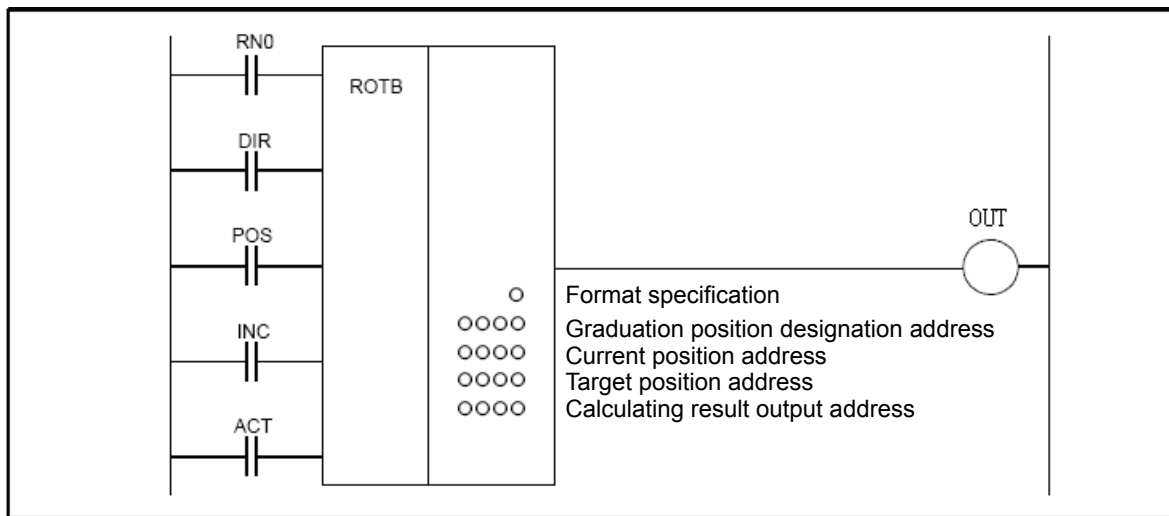 RN0
ROTB
DIR
POS
OUT
Format specification
INC
Graduation position designation address
Current position address
Target position address
Calculating result output address
ACT